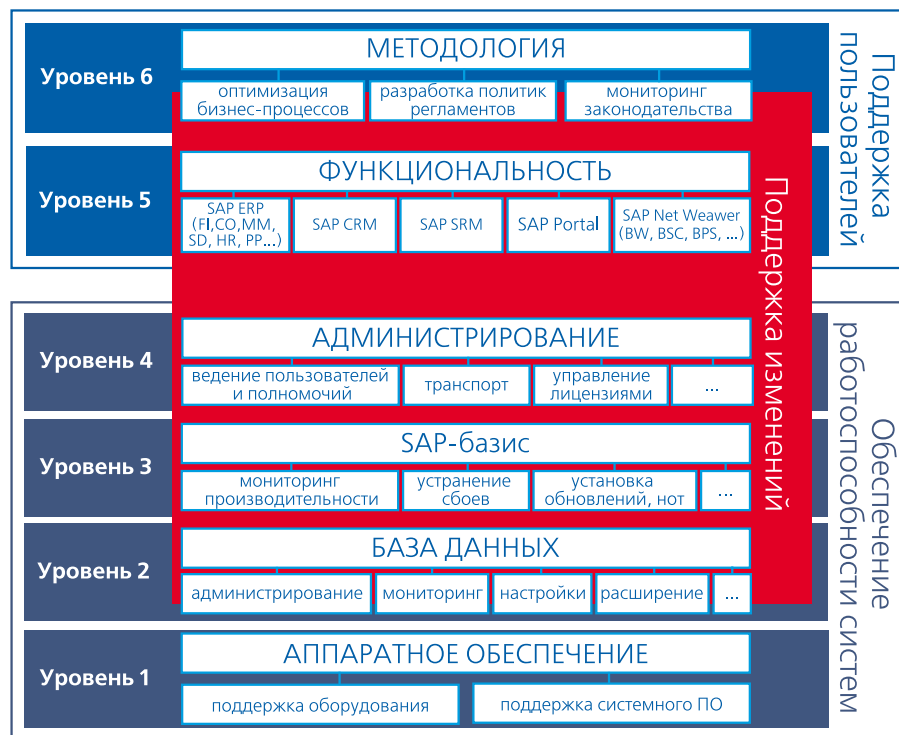 Уровень 6
МЕТОДОЛОГИЯ
оптимизация
бизнес-процессов
разработка политик
регламентов
мониторинг
законодательства
Уровень 5
ФУНКЦИОНАЛЬНОСТЬ
SAP ERP
(FI,CO,MM,
SD, HR, PP...)
SAP CRM
SAP SRM
SAP Portal
SAP Net Weawer
(BW, BSC, BPS, ...)
Поддержка
пользователей
Поддержка изменений
Уровень 4
АДМИНИСТРИРОВАНИЕ
ведение пользователей
и полномочий
транспорт
управление
лицензиями
...
Уровень 3
SAP-базис
мониторинг
производительности
устранение
сбоев
установка
обновлений, нот
...
Уровень 2
БАЗА ДАННЫХ
администрирование
мониторинг
настройки
расширение
...
Уровень 1
АППАРАТНОЕ ОБЕСПЕЧЕНИЕ
поддержка оборудования
поддержка системного ПО
Обеспечение
работоспособности систем